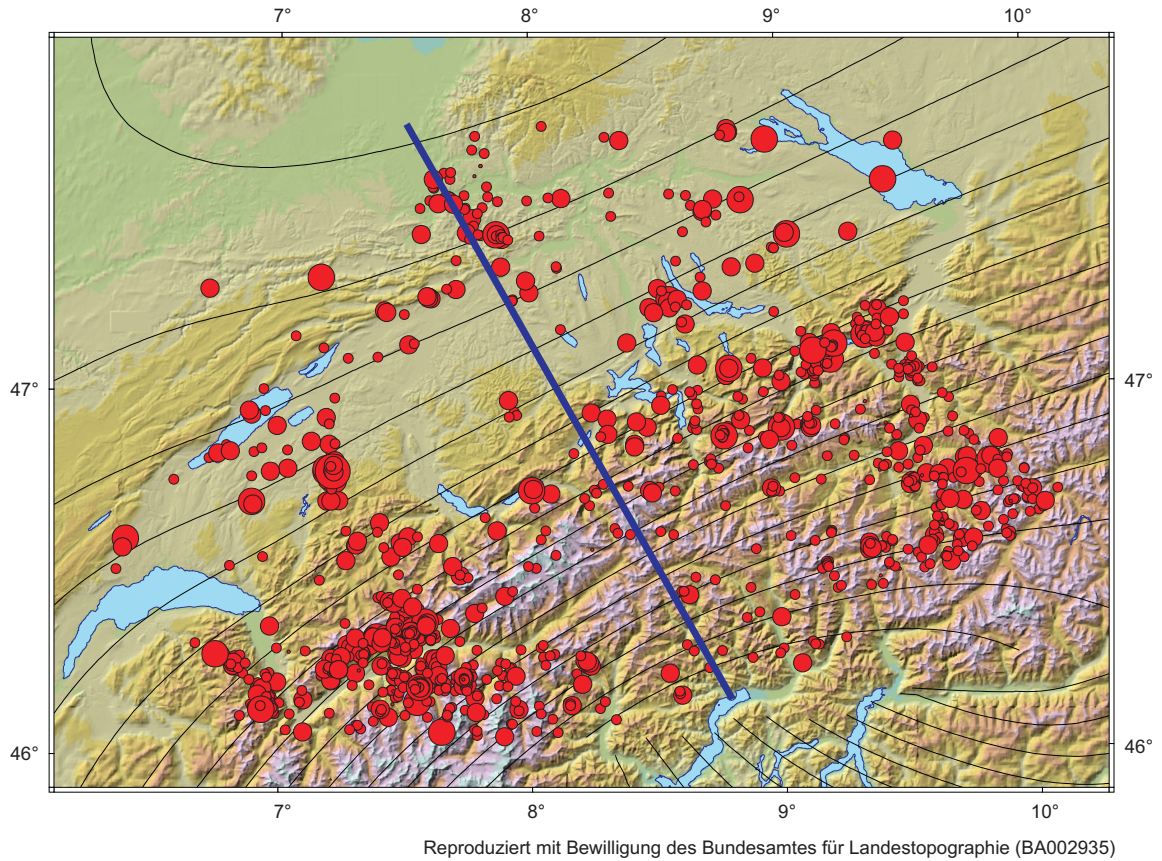 7° 8° 9° 10°
47° 47°
46° 46°
7° 8° 9° 10°
Reproduziert mit Bewilligung des Bundesamtes für Landestopographie (BA002935)